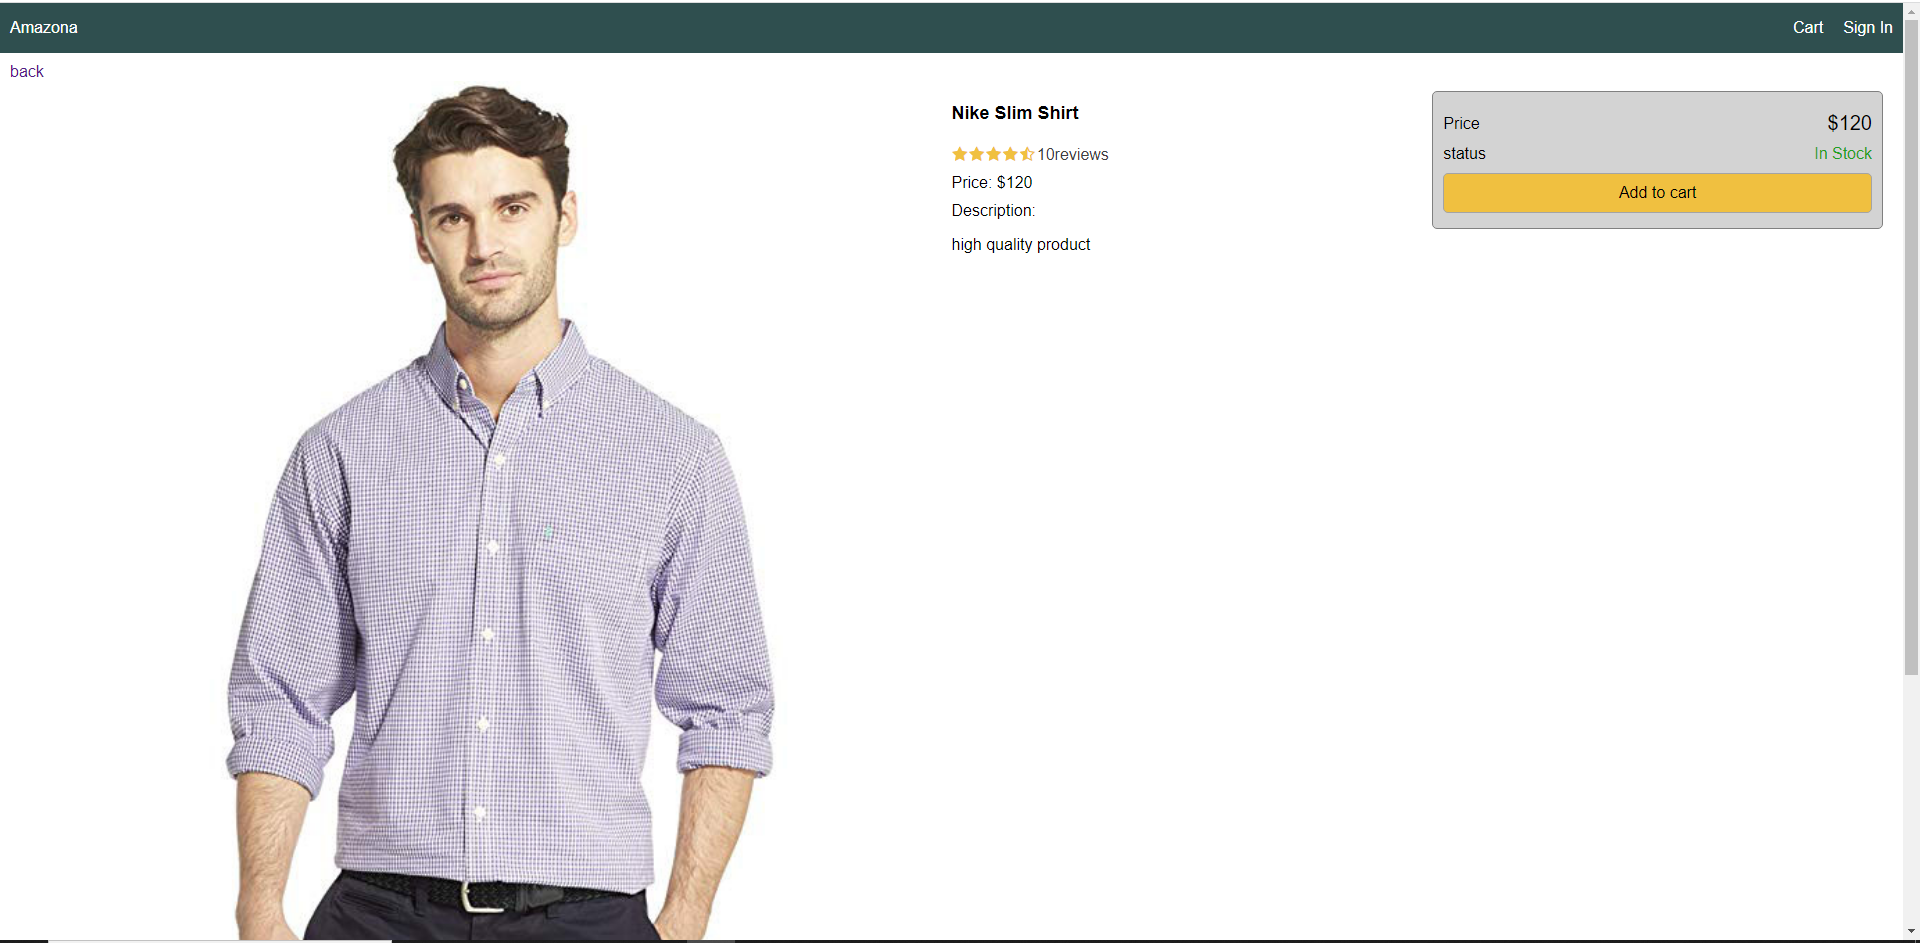 Amazona
Cart
Sign In
back
Nike Slim Shirt
10reviews
Price: $120
Description:
high quality product
Price
$120
status
In Stock
Add to cart